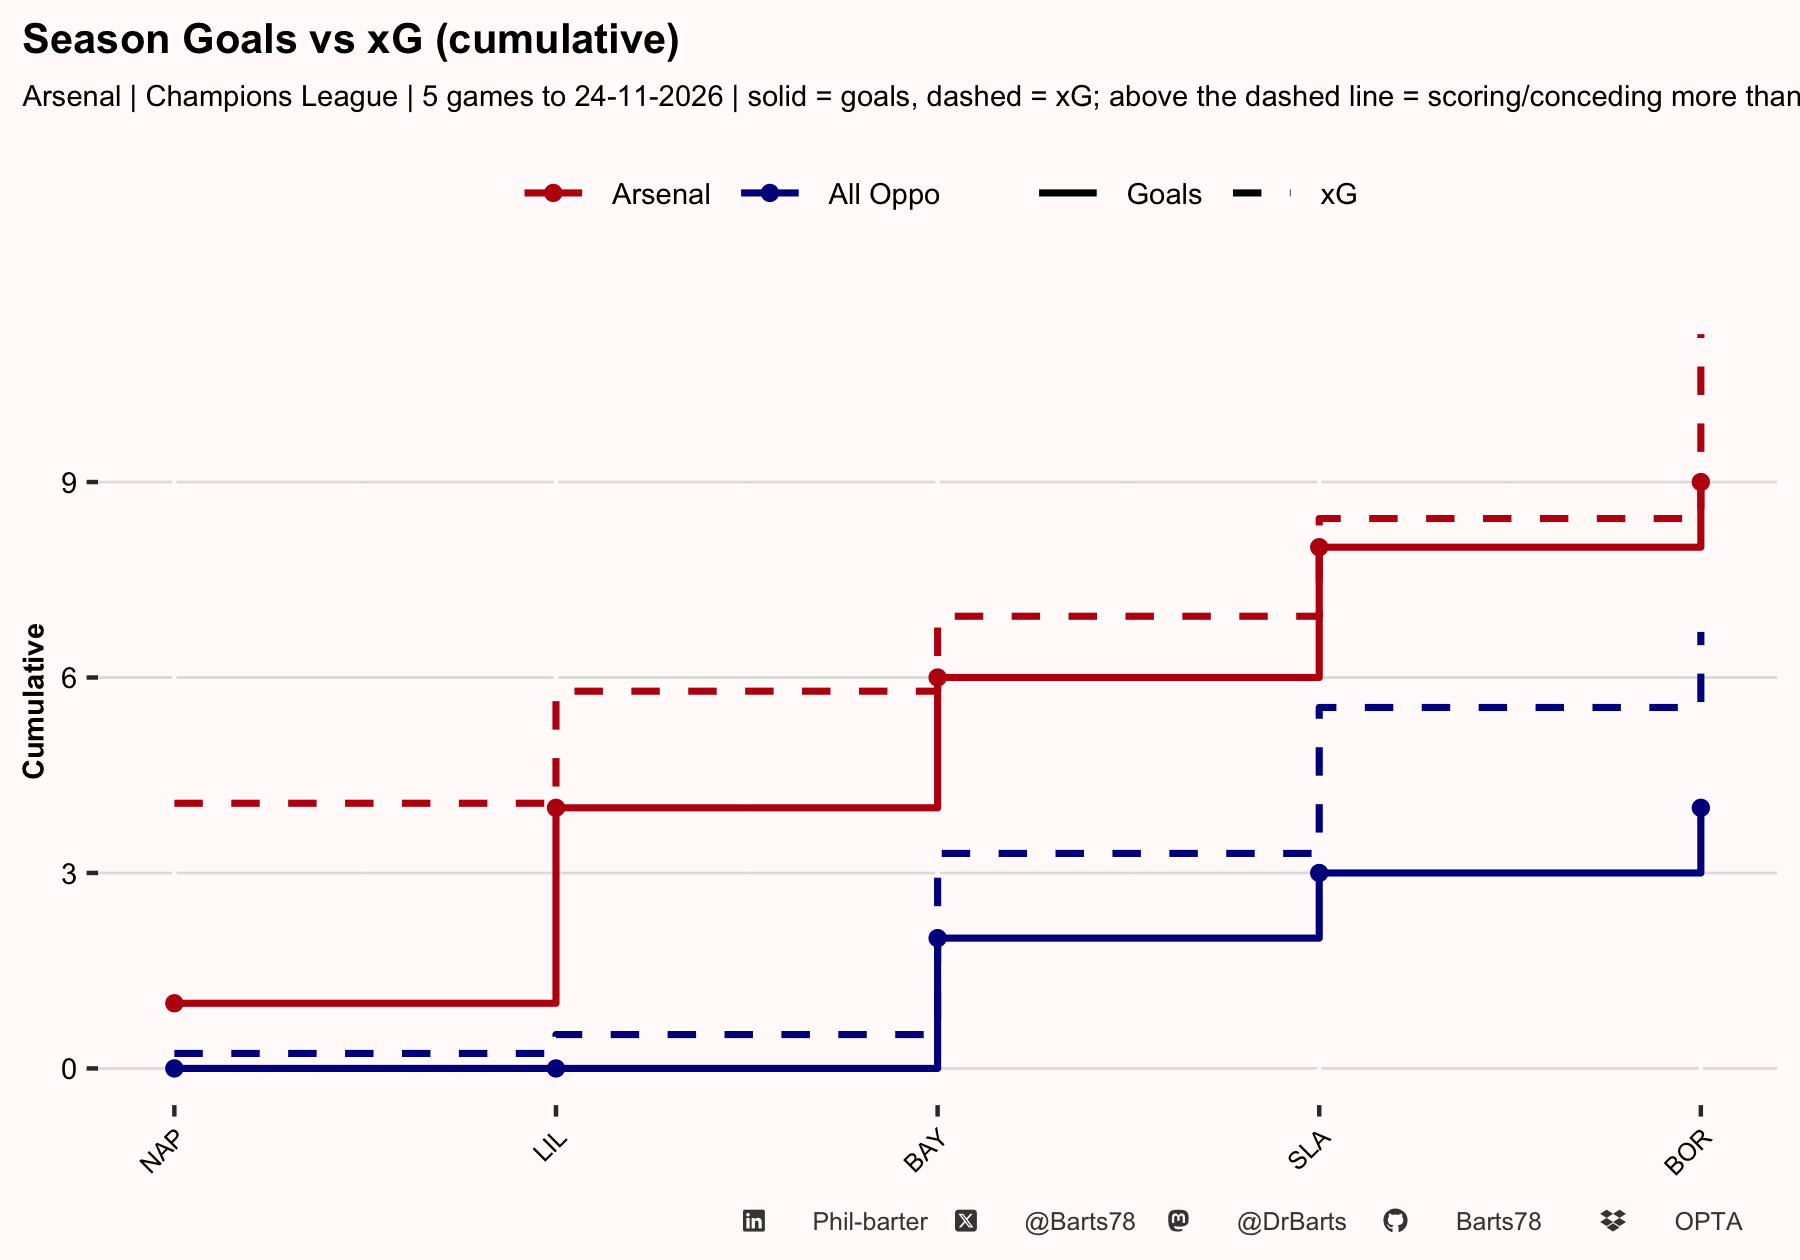 Season Goals vs xG (cumulative)
Arsenal | Champions League | 5 games to 24-11-2026 | solid = goals, dashed = xG; above the dashed line = scoring/conceding more than
Arsenal All Oppo Goals xG
9
6
3
0
Cumulative
NAP LIL BAY SLA BOR
Phil-barter @Barts78 @DrBarts Barts78 OPTA